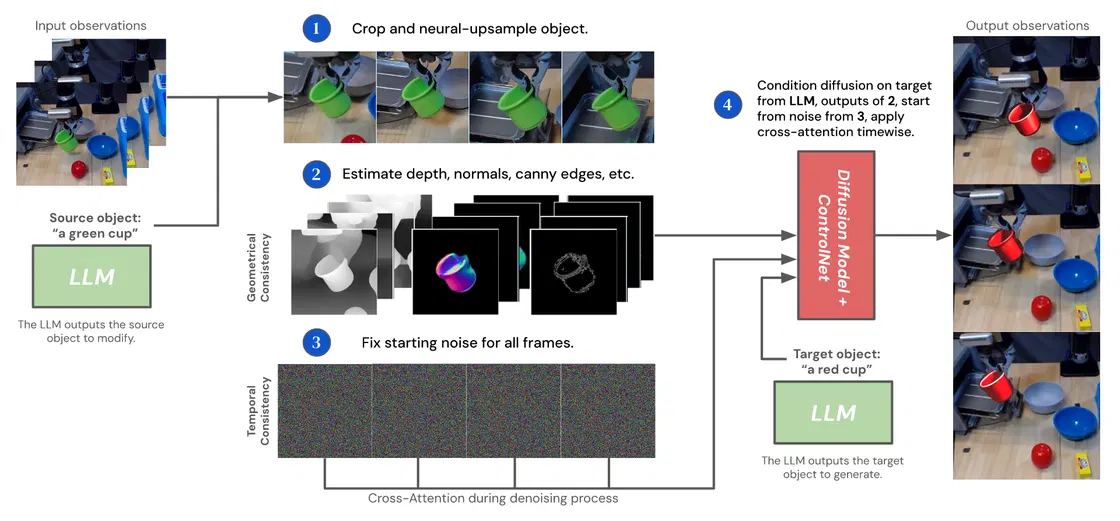 Input observations
1
Crop and neural-upsample object.
Output observations
4
Condition diffusion on target
from LLM, outputs of 2, start
from noise from 3, apply
cross-attention timewise.
2
Estimate depth, normals, canny edges, etc.
Source object:
“a green cup”
LLM
The LLM outputs the source
object to modify.
Geometrical
Consistency
Diffusion Model +
ControlNet
3
Fix starting noise for all frames.
Temporal
Consistency
Cross-Attention during denoising process
Target object:
“a red cup”
LLM
The LLM outputs the target
object to generate.